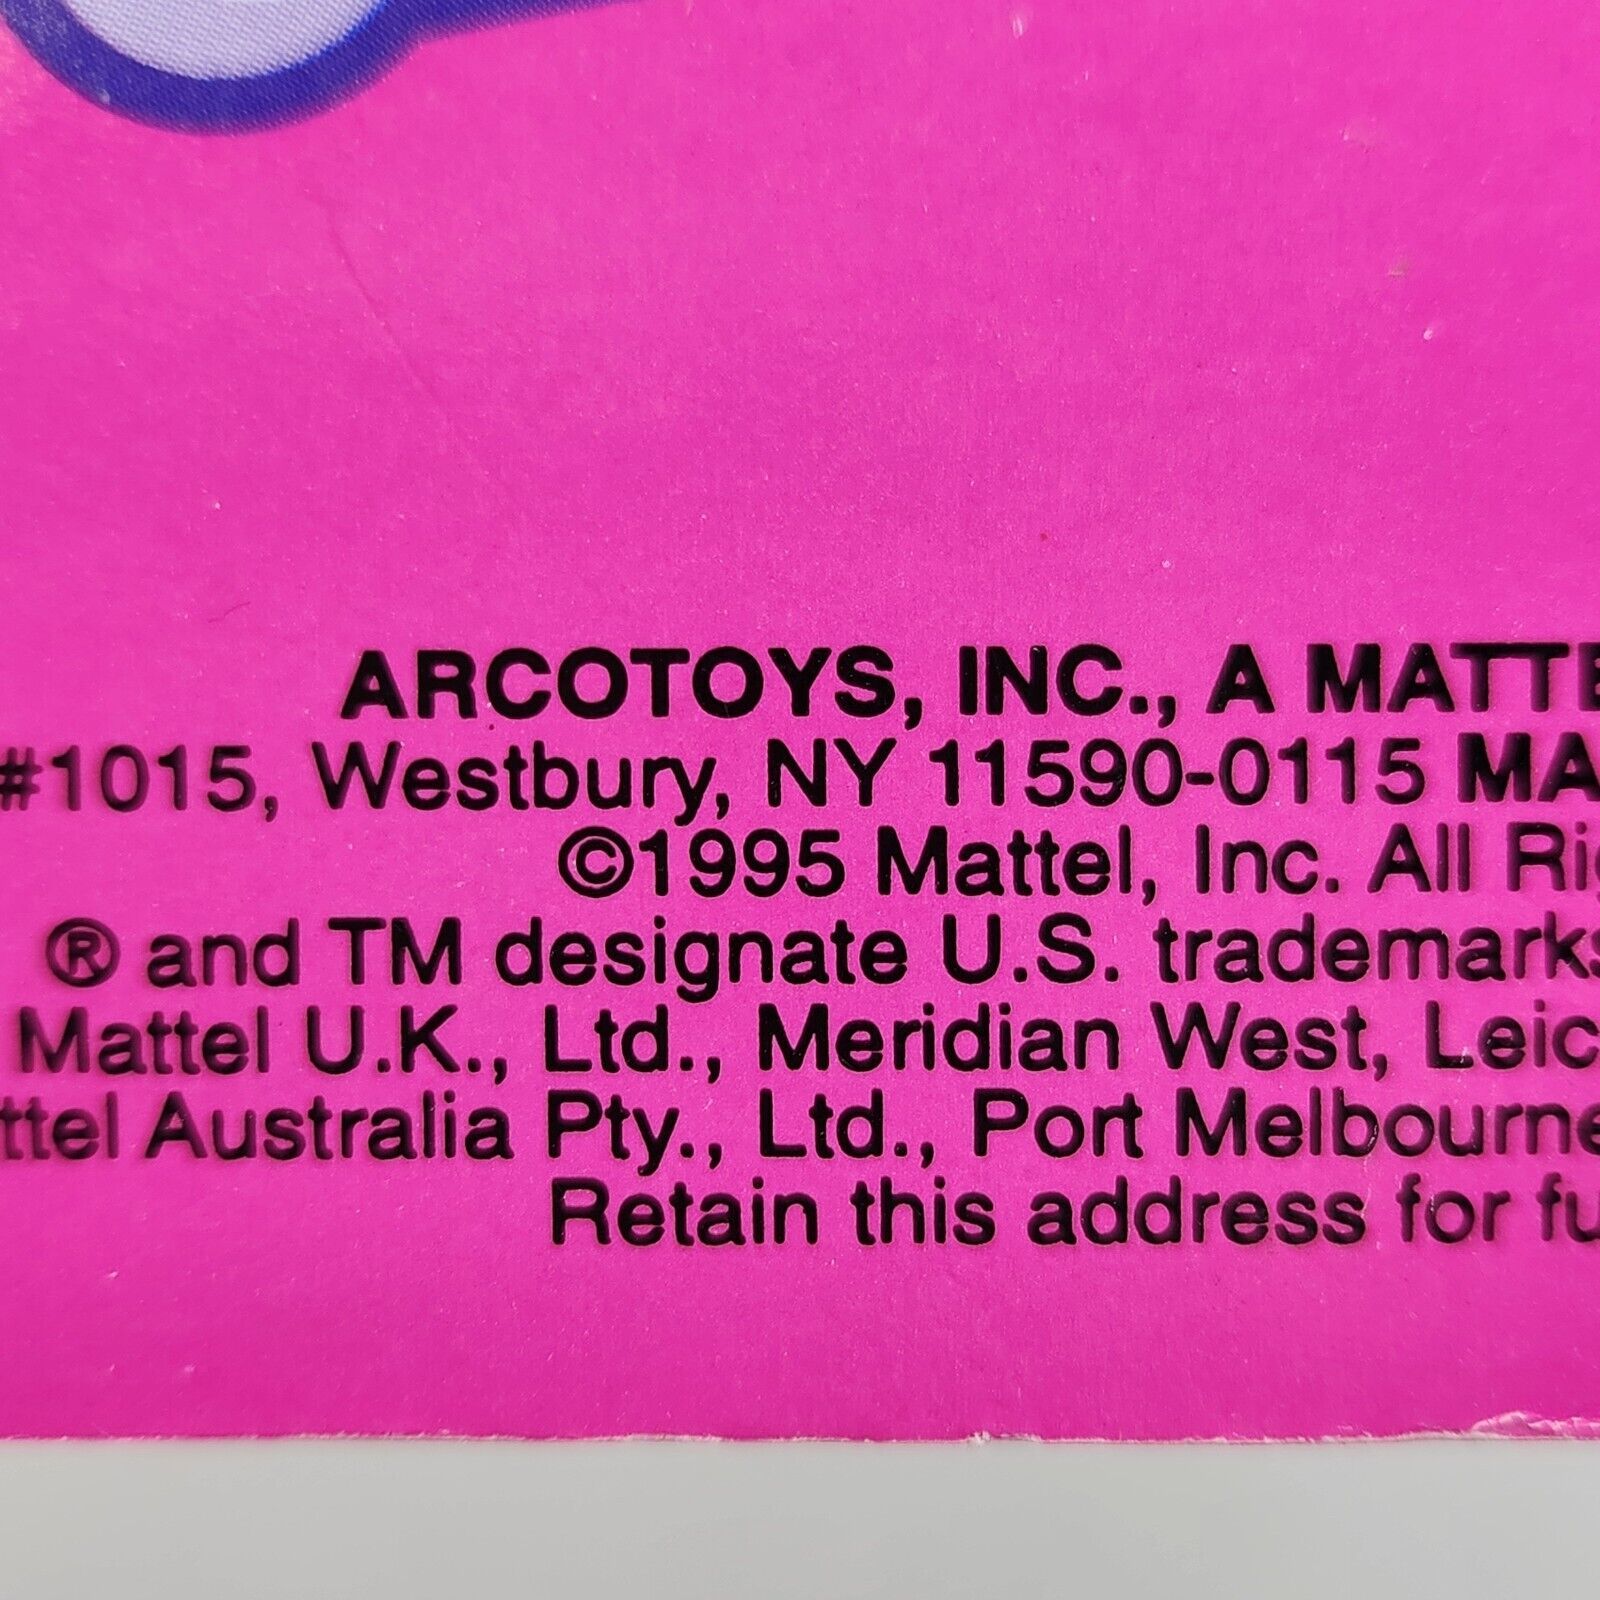 ARCOTOYS, INC., A MATTE
#1015, Westbury, NY 11590-0115 MA
©1995 Mattel, Inc. All Rig
® and TM designate U.S. trademarks
Mattel U.K., Ltd., Meridian West, Leic
ttel Australia Pty., Ltd., Port Melbourne
Retain this address for fu